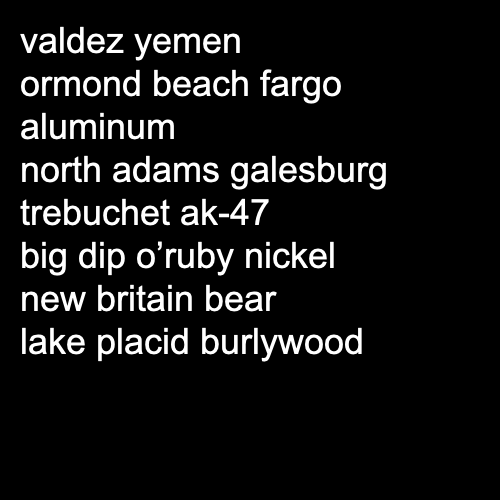 valdez yemen
ormond beach fargo
aluminum
north adams galesburg
trebuchet ak-47
big dip o’ruby nickel
new britain bear
lake placid burlywood